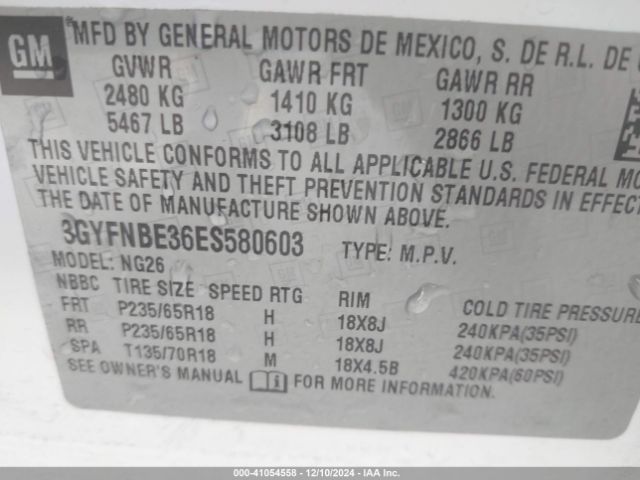 GM
MFD BY GENERAL MOTORS DE MEXICO, S. DE R.L. DE
GVWR GAWR FRT GAWR RR
2480 KG 1410 KG 1300 KG
5467 LB 3108 LB 2866 LB
THIS VEHICLE CONFORMS TO ALL APPLICABLE U.S. FEDERAL MO
VEHICLE SAFETY AND THEFT PREVENTION STANDARDS IN EFFECT
THE DATE OF MANUFACTURE SHOWN ABOVE.
3GYFNBE36ES580603 TYPE: M.P.V.
MODEL: NG26
NBBC TIRE SIZE SPEED RTG RIM COLD TIRE PRESSURE
FRT P235/65R18 H 18X8J 240KPA(35PSI)
RR P235/65R18 H 18X8J 240KPA(35PSI)
SPA T135/70R18 M 18X4.5B 420KPA(60PSI)
SEE OWNER'S MANUAL FOR MORE INFORMATION.
000-41054558 - 12/10/2024 - IAA Inc.